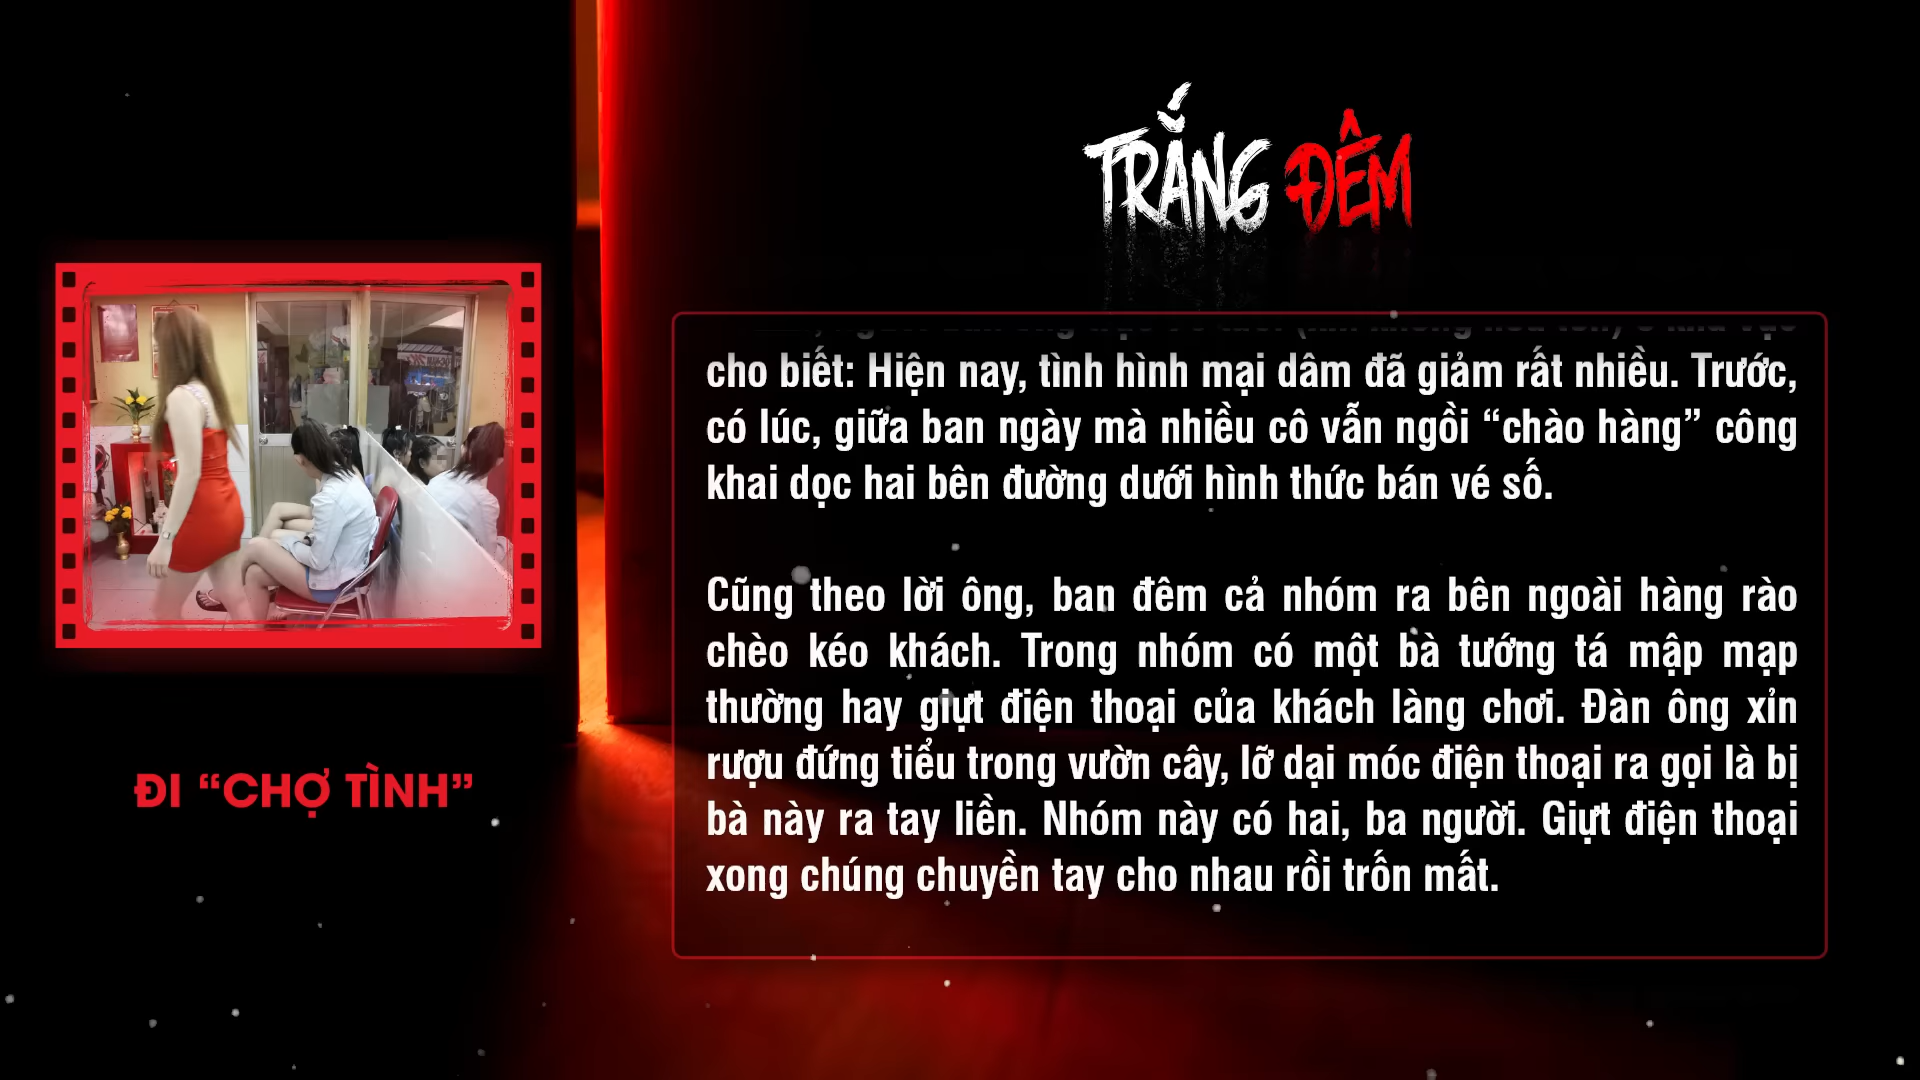 TRẮNG ĐÊM
cho biết: Hiện nay, tình hình mại dâm đã giảm rất nhiều. Trước,
có lúc, giữa ban ngày mà nhiều cô vẫn ngồi “chào hàng” công
khai dọc hai bên đường dưới hình thức bán vé số.
Cũng theo lời ông, ban đêm cả nhóm ra bên ngoài hàng rào
chèo kéo khách. Trong nhóm có một bà tướng tá mập mạp
thường hay giựt điện thoại của khách làng chơi. Đàn ông xỉn
rượu đứng tiểu trong vườn cây, lỡ dại móc điện thoại ra gọi là bị
bà này ra tay liền. Nhóm này có hai, ba người. Giựt điện thoại
xong chúng chuyền tay cho nhau rồi trốn mất.
ĐI “CHỢ TÌNH”